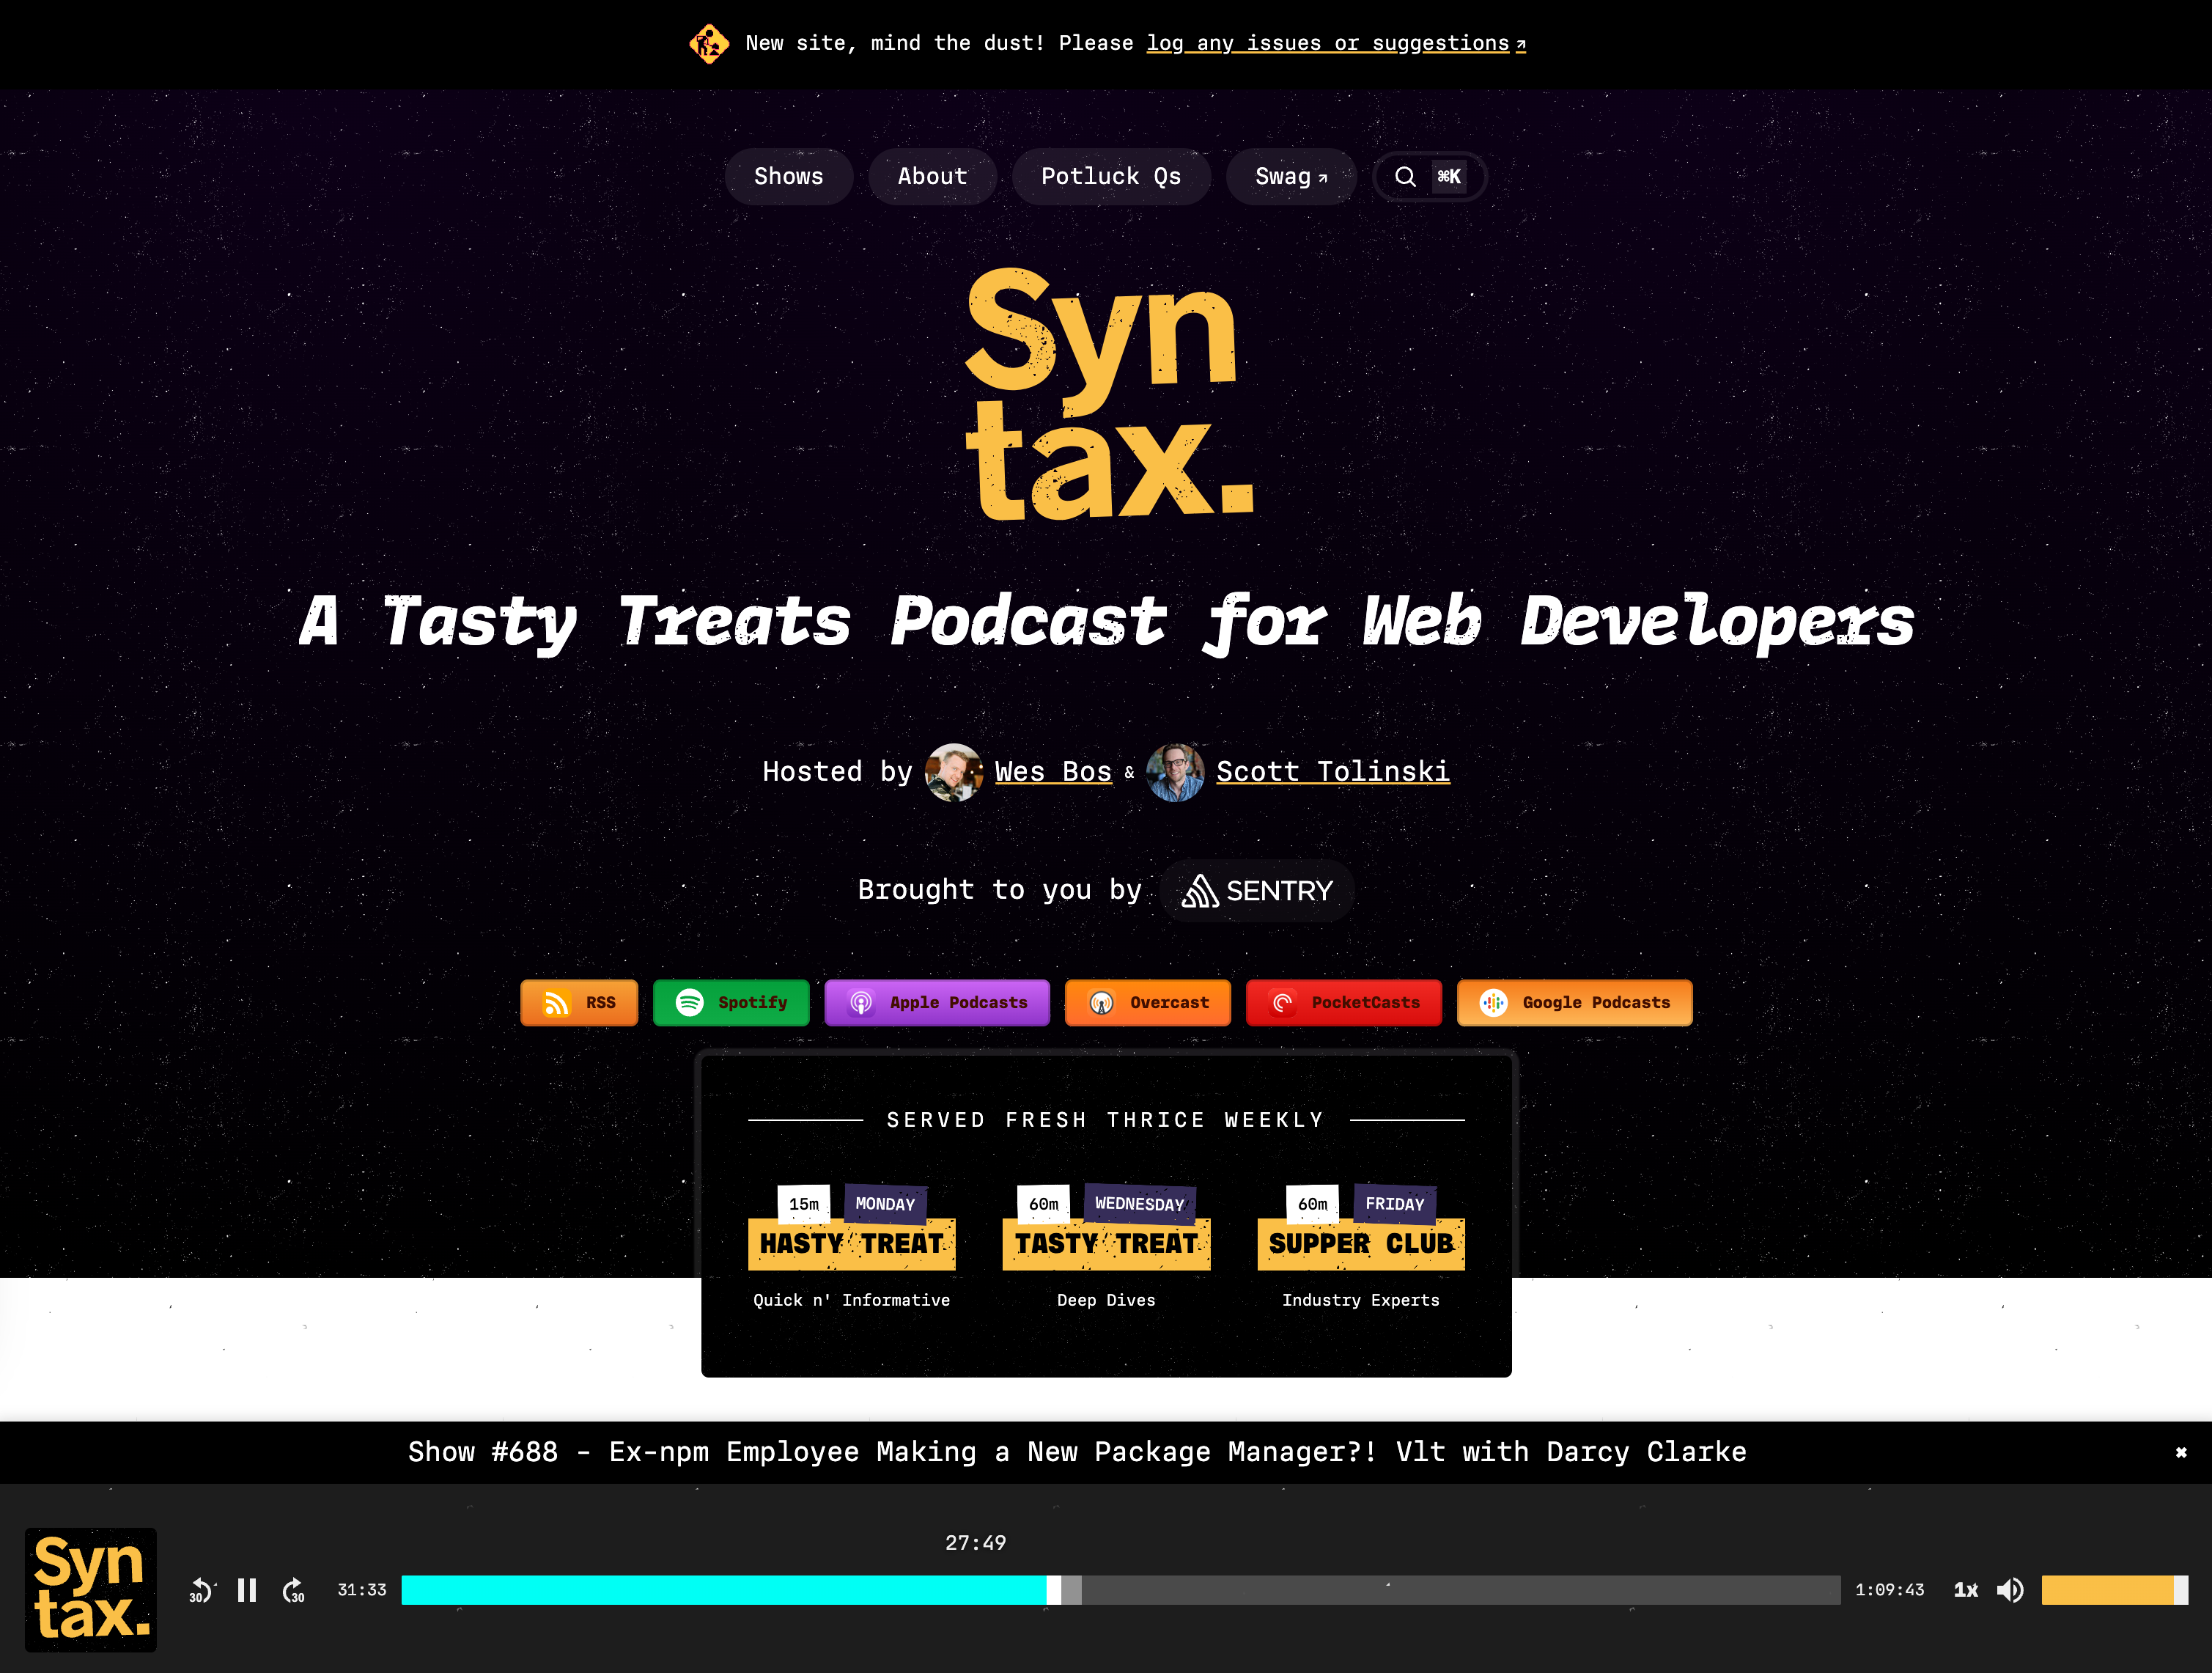 New site, mind the dust! Please log any issues or suggestions ↗
Shows About Potluck Qs Swag ↗ ⌘K
Syn
tax.
A Tasty Treats Podcast for Web Developers
Hosted by Wes Bos & Scott Tolinski
Brought to you by SENTRY
RSS Spotify Apple Podcasts Overcast PocketCasts Google Podcasts
SERVED FRESH THRICE WEEKLY
15m MONDAY 60m WEDNESDAY 60m FRIDAY
HASTY TREAT TASTY TREAT SUPPER CLUB
Quick n' Informative Deep Dives Industry Experts
Show #688 - Ex-npm Employee Making a New Package Manager?! Vlt with Darcy Clarke ✖
27:49
Syn
tax.
30 30 31:33 1:09:43 1x